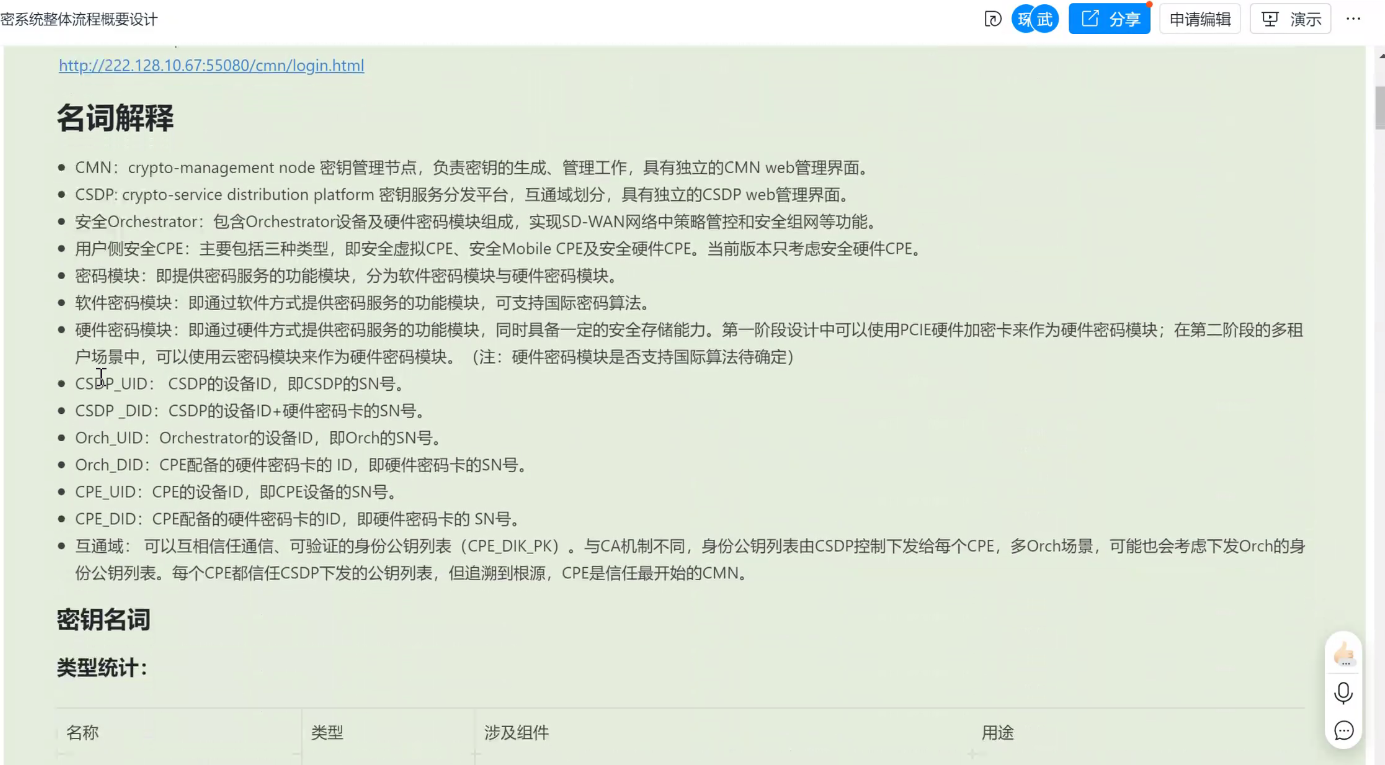 密系统整体流程概要设计
琢 武 分享 申请编辑 演示 ...
http://222.128.10.67:55080/cmn/login.html
名词解释
• CMN：crypto-management node 密钥管理节点，负责密钥的生成、管理工作，具有独立的CMN web管理界面。
• CSDP: crypto-service distribution platform 密钥服务分发平台，互通域划分，具有独立的CSDP web管理界面。
• 安全Orchestrator：包含Orchestrator设备及硬件密码模块组成，实现SD-WAN网络中策略管控和安全组网等功能。
• 用户侧安全CPE：主要包括三种类型，即安全虚拟CPE、安全Mobile CPE及安全硬件CPE。当前版本只考虑安全硬件CPE。
• 密码模块：即提供密码服务的功能模块，分为软件密码模块与硬件密码模块。
• 软件密码模块：即通过软件方式提供密码服务的功能模块，可支持国际密码算法。
• 硬件密码模块：即通过硬件方式提供密码服务的功能模块，同时具备一定的安全存储能力。第一阶段设计中可以使用PCIE硬件加密卡来作为硬件密码模块；在第二阶段的多租
户场景中，可以使用云密码模块来作为硬件密码模块。（注：硬件密码模块是否支持国际算法待确定）
• CSDP_UID： CSDP的设备ID，即CSDP的SN号。
• CSDP _DID：CSDP的设备ID+硬件密码卡的SN号。
• Orch_UID：Orchestrator的设备ID，即Orch的SN号。
• Orch_DID：CPE配备的硬件密码卡的 ID，即硬件密码卡的SN号。
• CPE_UID：CPE的设备ID，即CPE设备的SN号。
• CPE_DID：CPE配备的硬件密码卡的ID，即硬件密码卡的 SN号。
• 互通域： 可以互相信任通信、可验证的身份公钥列表（CPE_DIK_PK）。与CA机制不同，身份公钥列表由CSDP控制下发给每个CPE，多Orch场景，可能也会考虑下发Orch的身
份公钥列表。每个CPE都信任CSDP下发的公钥列表，但追溯到根源，CPE是信任最开始的CMN。
密钥名词
类型统计：
名称 类型 涉及组件 用途